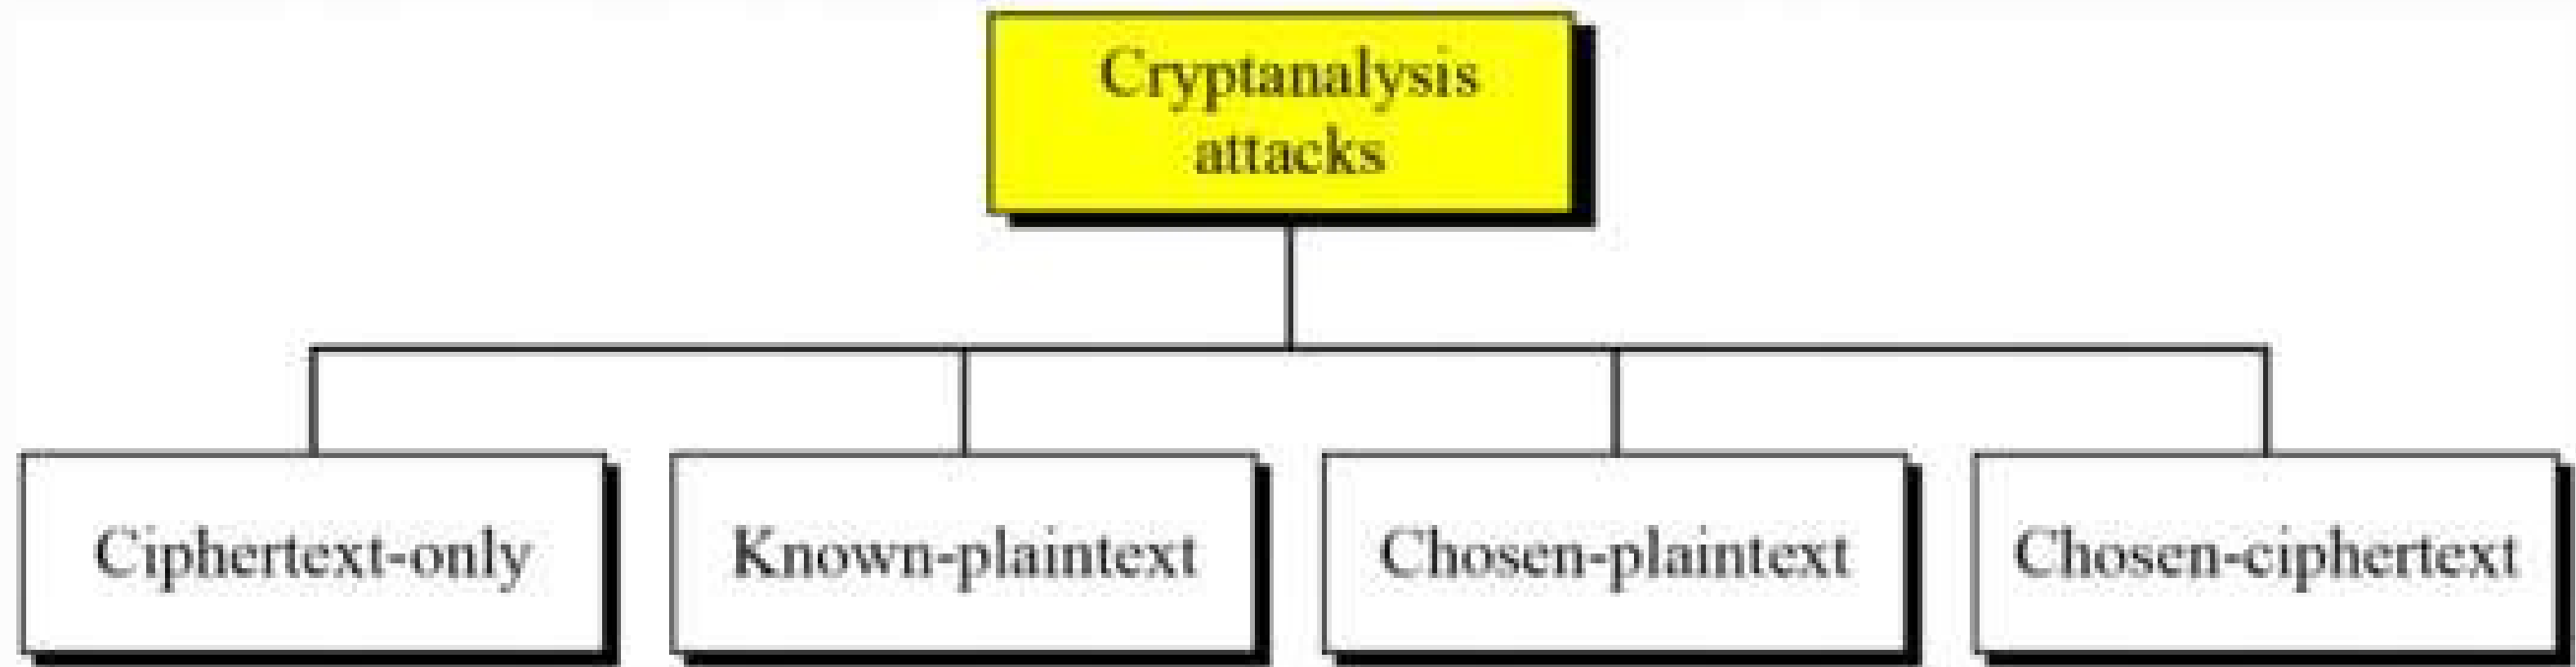 Cryptanalysis
attacks
Ciphertext-only
Known-plaintext
Chosen-plaintext
Chosen-ciphertext